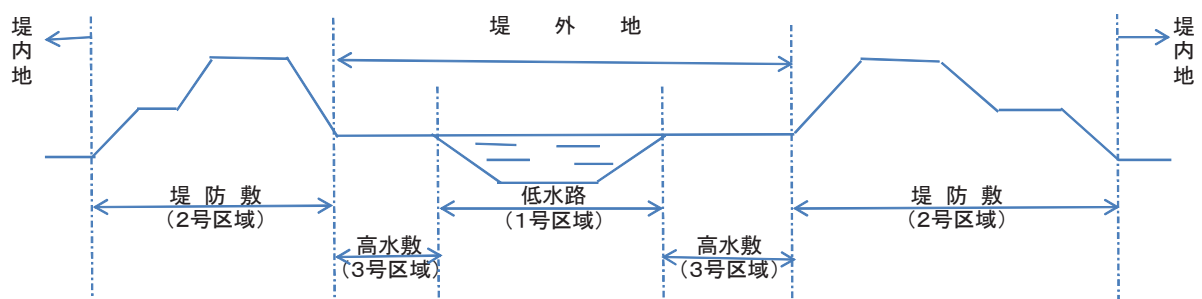 堤内地
堤外地
堤内地
堤防敷
(2号区域)
低水路
(1号区域)
堤防敷
(2号区域)
高水敷
(3号区域)
高水敷
(3号区域)